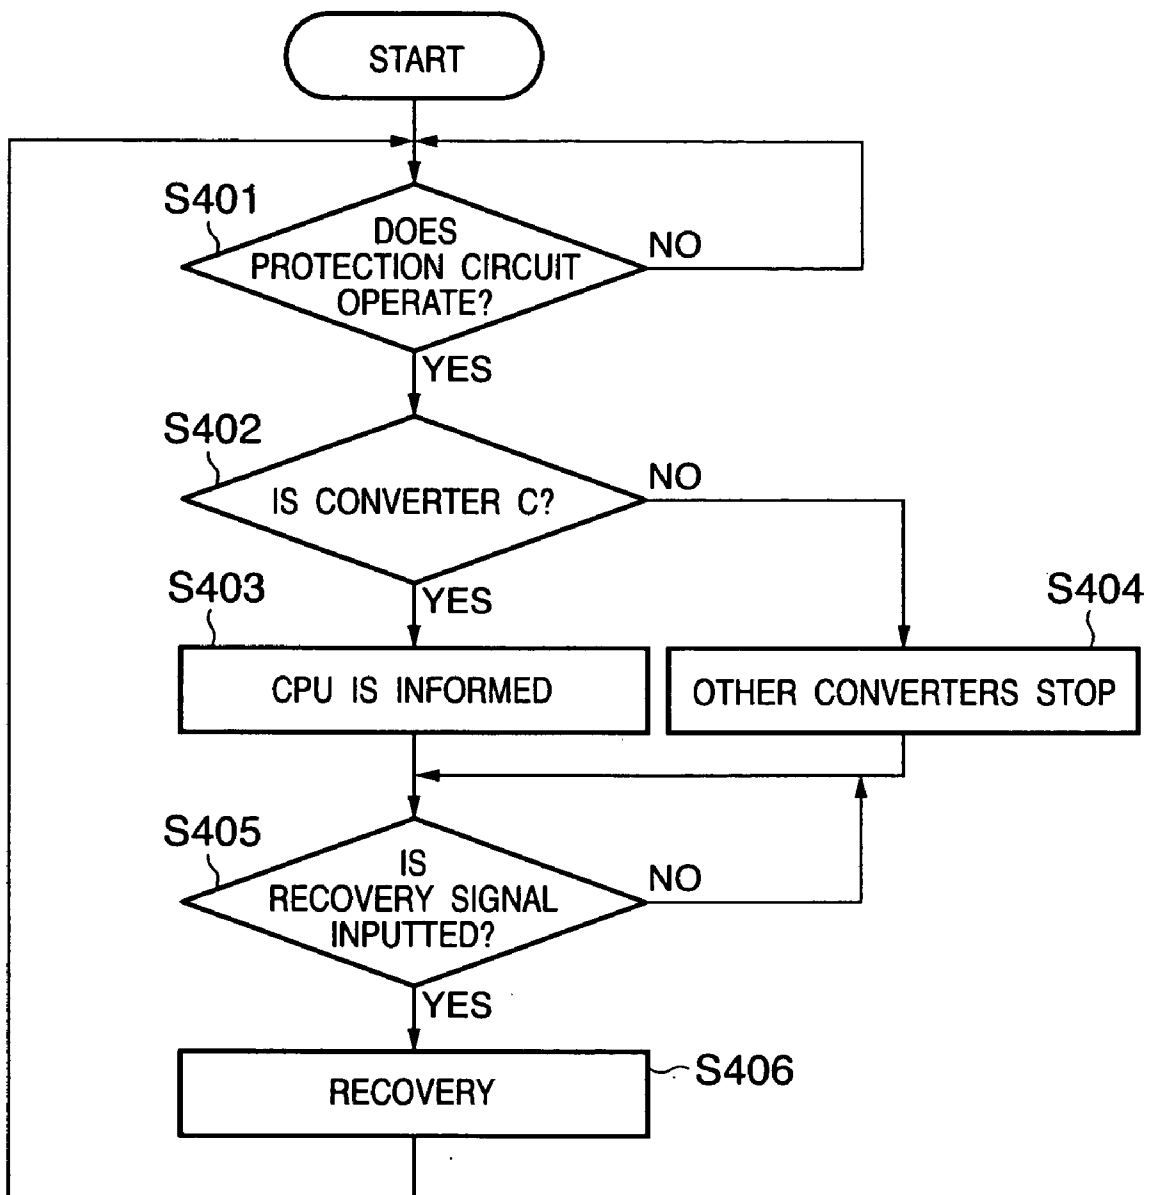 START
S401
DOES
PROTECTION CIRCUIT
OPERATE?
NO
YES
S402
IS CONVERTER C?
NO
YES
S403
CPU IS INFORMED
S404
OTHER CONVERTERS STOP
S405
IS
RECOVERY SIGNAL
INPUTTED?
NO
YES
RECOVERY
S406